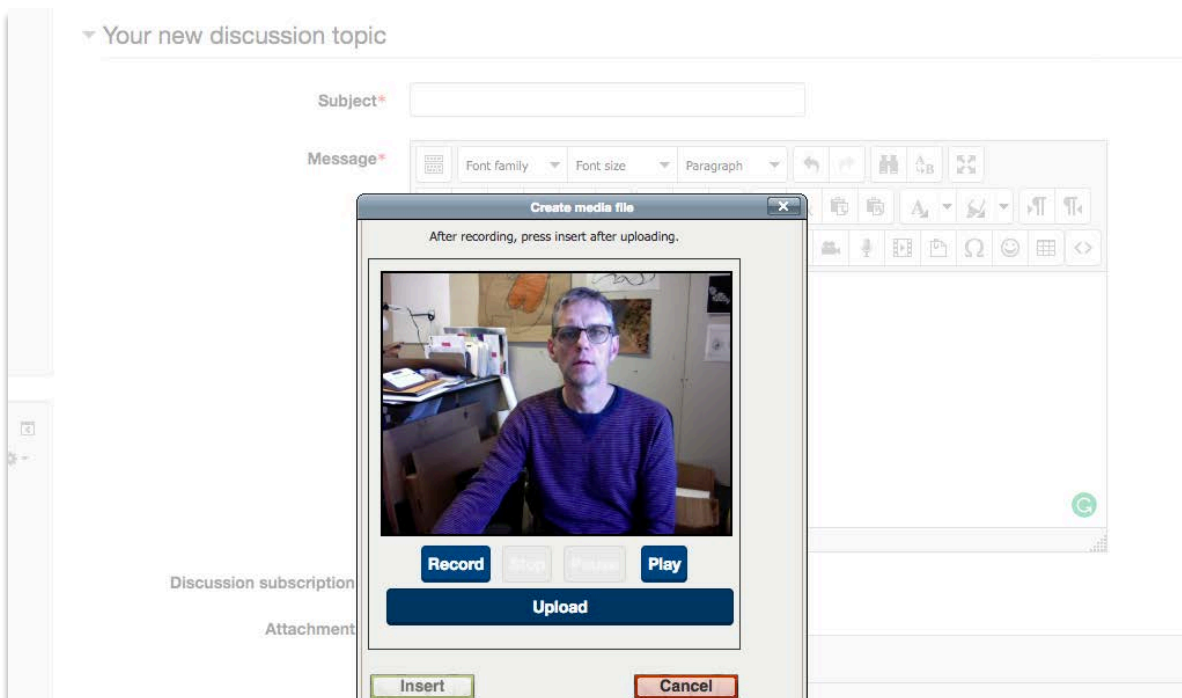 Your new discussion topic
Subject*
Message*
Font family Font size Paragraph
Create media file
After recording, press insert after uploading.
Record Stop Pause Play
Upload
Discussion subscription
Attachment
Insert Cancel